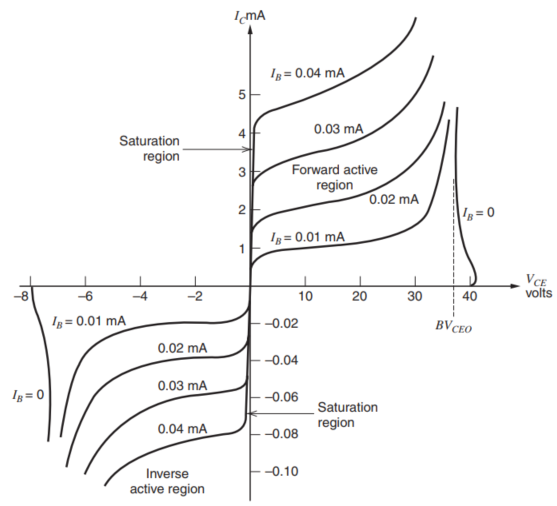 I_C mA
I_B = 0.04 mA
5
4
0.03 mA
Saturation
region
3
Forward active
region
2
0.02 mA
I_B = 0
1
I_B = 0.01 mA
–8
–6
–4
–2
10
20
30
40
V_CE
volts
I_B = 0.01 mA
–0.02
BV_CEO
0.02 mA
–0.04
0.03 mA
I_B = 0
–0.06
Saturation
region
0.04 mA
–0.08
Inverse
active region
–0.10